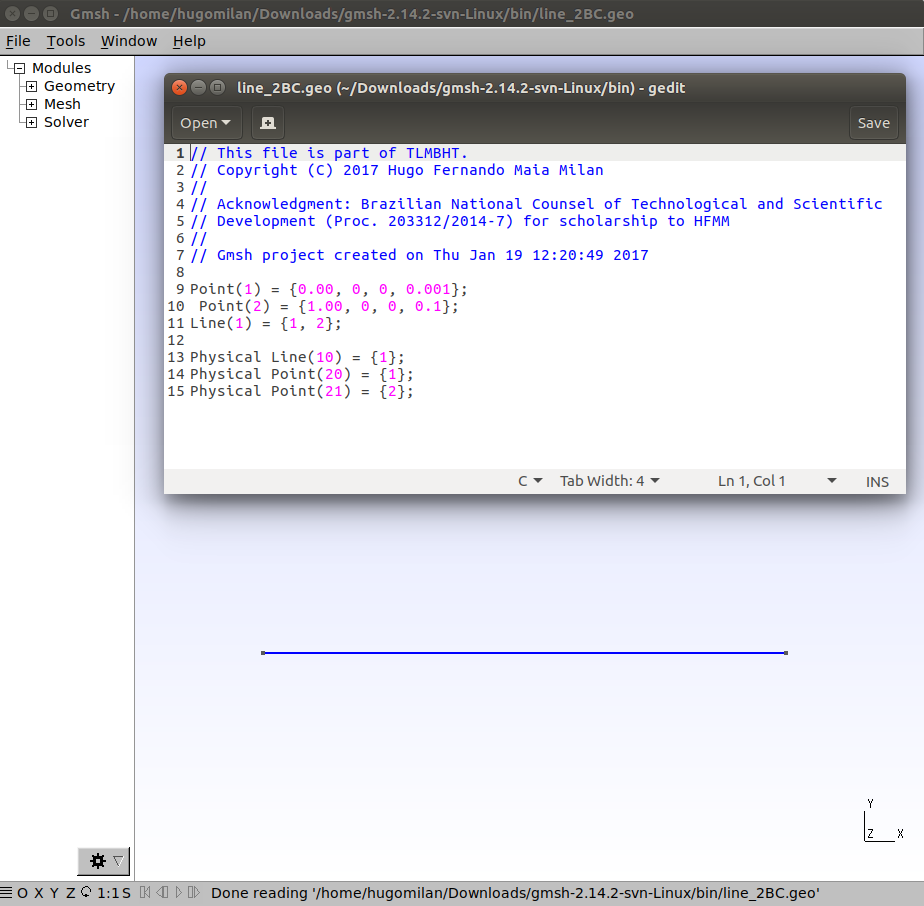 Gmsh - /home/hugomilan/Downloads/gmsh-2.14.2-svn-Linux/bin/line_2BC.geo
File Tools Window Help
Modules
Geometry
Mesh
Solver
line_2BC.geo (~/Downloads/gmsh-2.14.2-svn-Linux/bin) - gedit
Open Save
1 // This file is part of TLMBHT.
2 // Copyright (C) 2017 Hugo Fernando Maia Milan
3 //
4 // Acknowledgment: Brazilian National Counsel of Technological and Scientific
5 // Development (Proc. 203312/2014-7) for scholarship to HFMM
6 //
7 // Gmsh project created on Thu Jan 19 12:20:49 2017
8
9 Point(1) = {0.00, 0, 0, 0.001};
10  Point(2) = {1.00, 0, 0, 0.1};
11 Line(1) = {1, 2};
12
13 Physical Line(10) = {1};
14 Physical Point(20) = {1};
15 Physical Point(21) = {2};
C Tab Width: 4 Ln 1, Col 1 INS
Y
Z X
O X Y Z 1:1 S Done reading '/home/hugomilan/Downloads/gmsh-2.14.2-svn-Linux/bin/line_2BC.geo'